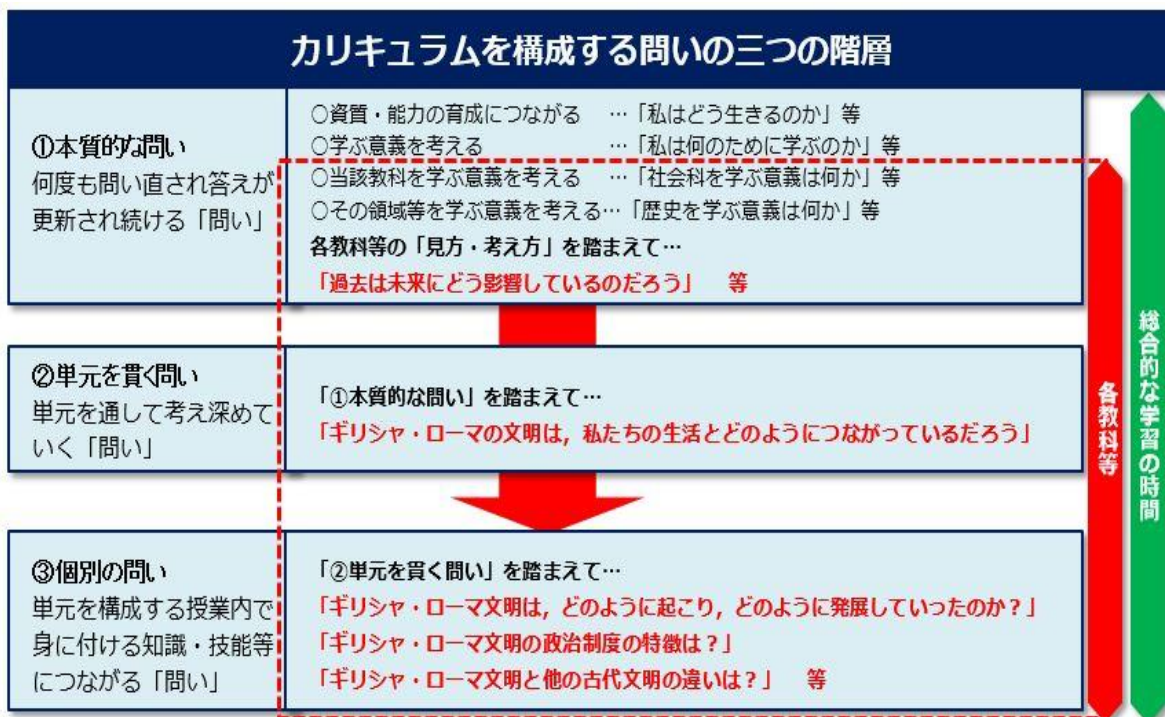 カリキュラムを構成する問いの三つの階層
①本質的な問い
何度も問い直され答えが
更新され続ける「問い」
○資質・能力の育成につながる …「私はどう生きるのか」等
○学ぶ意義を考える …「私は何のために学ぶのか」等
○当該教科を学ぶ意義を考える …「社会科を学ぶ意義は何か」等
○その領域等を学ぶ意義を考える…「歴史を学ぶ意義は何か」等
各教科等の「見方・考え方」を踏まえて…
「過去は未来にどう影響しているのだろう」 等
②単元を貫く問い
単元を通して考え深めて
いく「問い」
「①本質的な問い」を踏まえて…
「ギリシャ・ローマの文明は，私たちの生活とどのようにつながっているだろう」
③個別の問い
単元を構成する授業内で
身に付ける知識・技能等
につながる「問い」
「②単元を貫く問い」を踏まえて…
「ギリシャ・ローマ文明は，どのように起こり，どのように発展していったのか？」
「ギリシャ・ローマ文明の政治制度の特徴は？」
「ギリシャ・ローマ文明と他の古代文明の違いは？」 等
各教科等
総合的な学習の時間